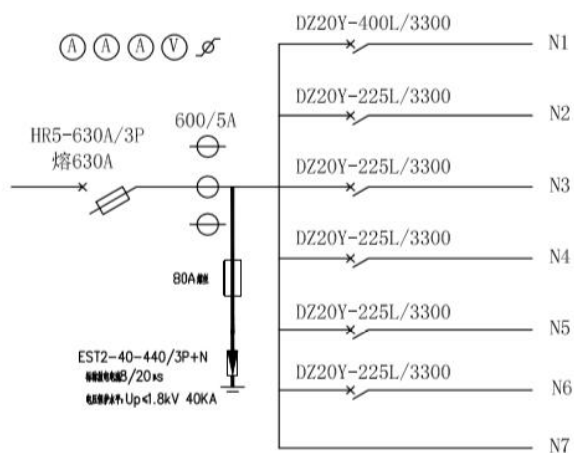 A A A V
DZ20Y-400L/3300 N1
DZ20Y-225L/3300 N2
600/5A
HR5-630A/3P
熔630A
DZ20Y-225L/3300 N3
DZ20Y-225L/3300 N4
80A
DZ20Y-225L/3300 N5
EST2-40-440/3P+N
8/20
DZ20Y-225L/3300 N6
Up<1.8kV 40KA
N7